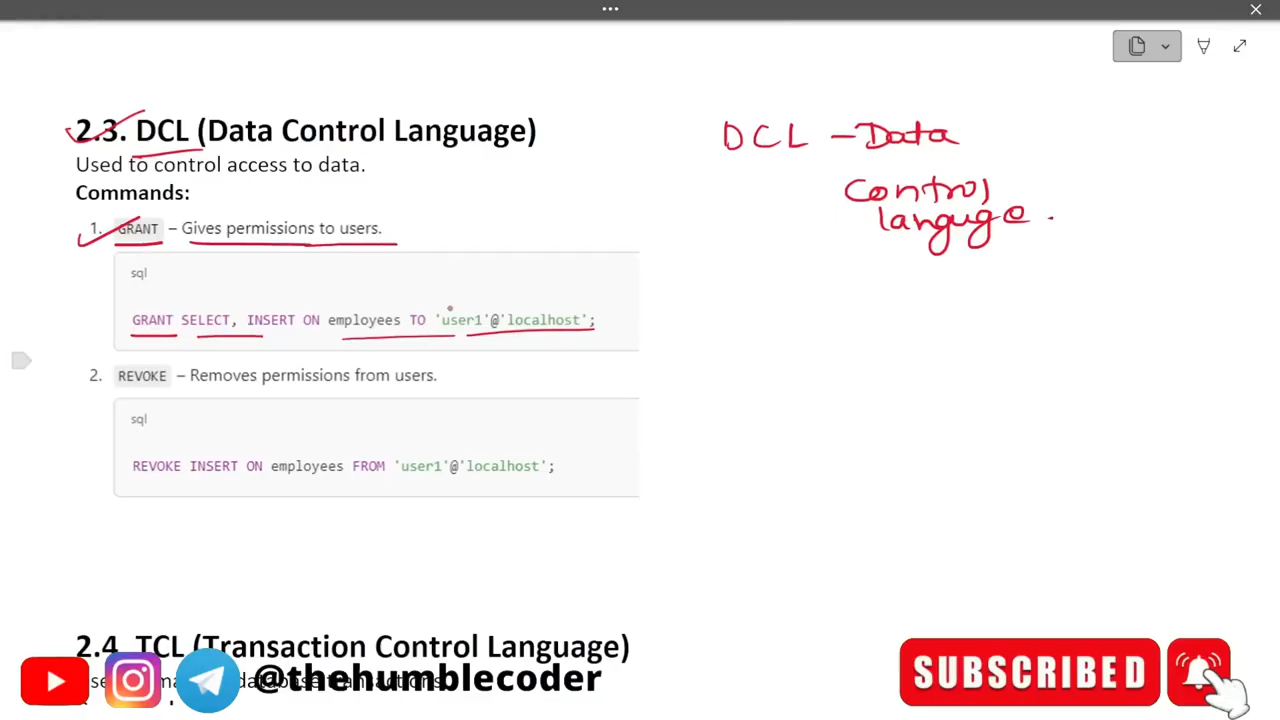 2.3. DCL (Data Control Language)
Used to control access to data.
Commands:
1. GRANT – Gives permissions to users.
sql
GRANT SELECT, INSERT ON employees TO 'user1'@'localhost';
2. REVOKE – Removes permissions from users.
sql
REVOKE INSERT ON employees FROM 'user1'@'localhost';
DCL – Data
Control
languge.
2.4. TCL (Transaction Control Language)
@thehumblecoder
SUBSCRIBED